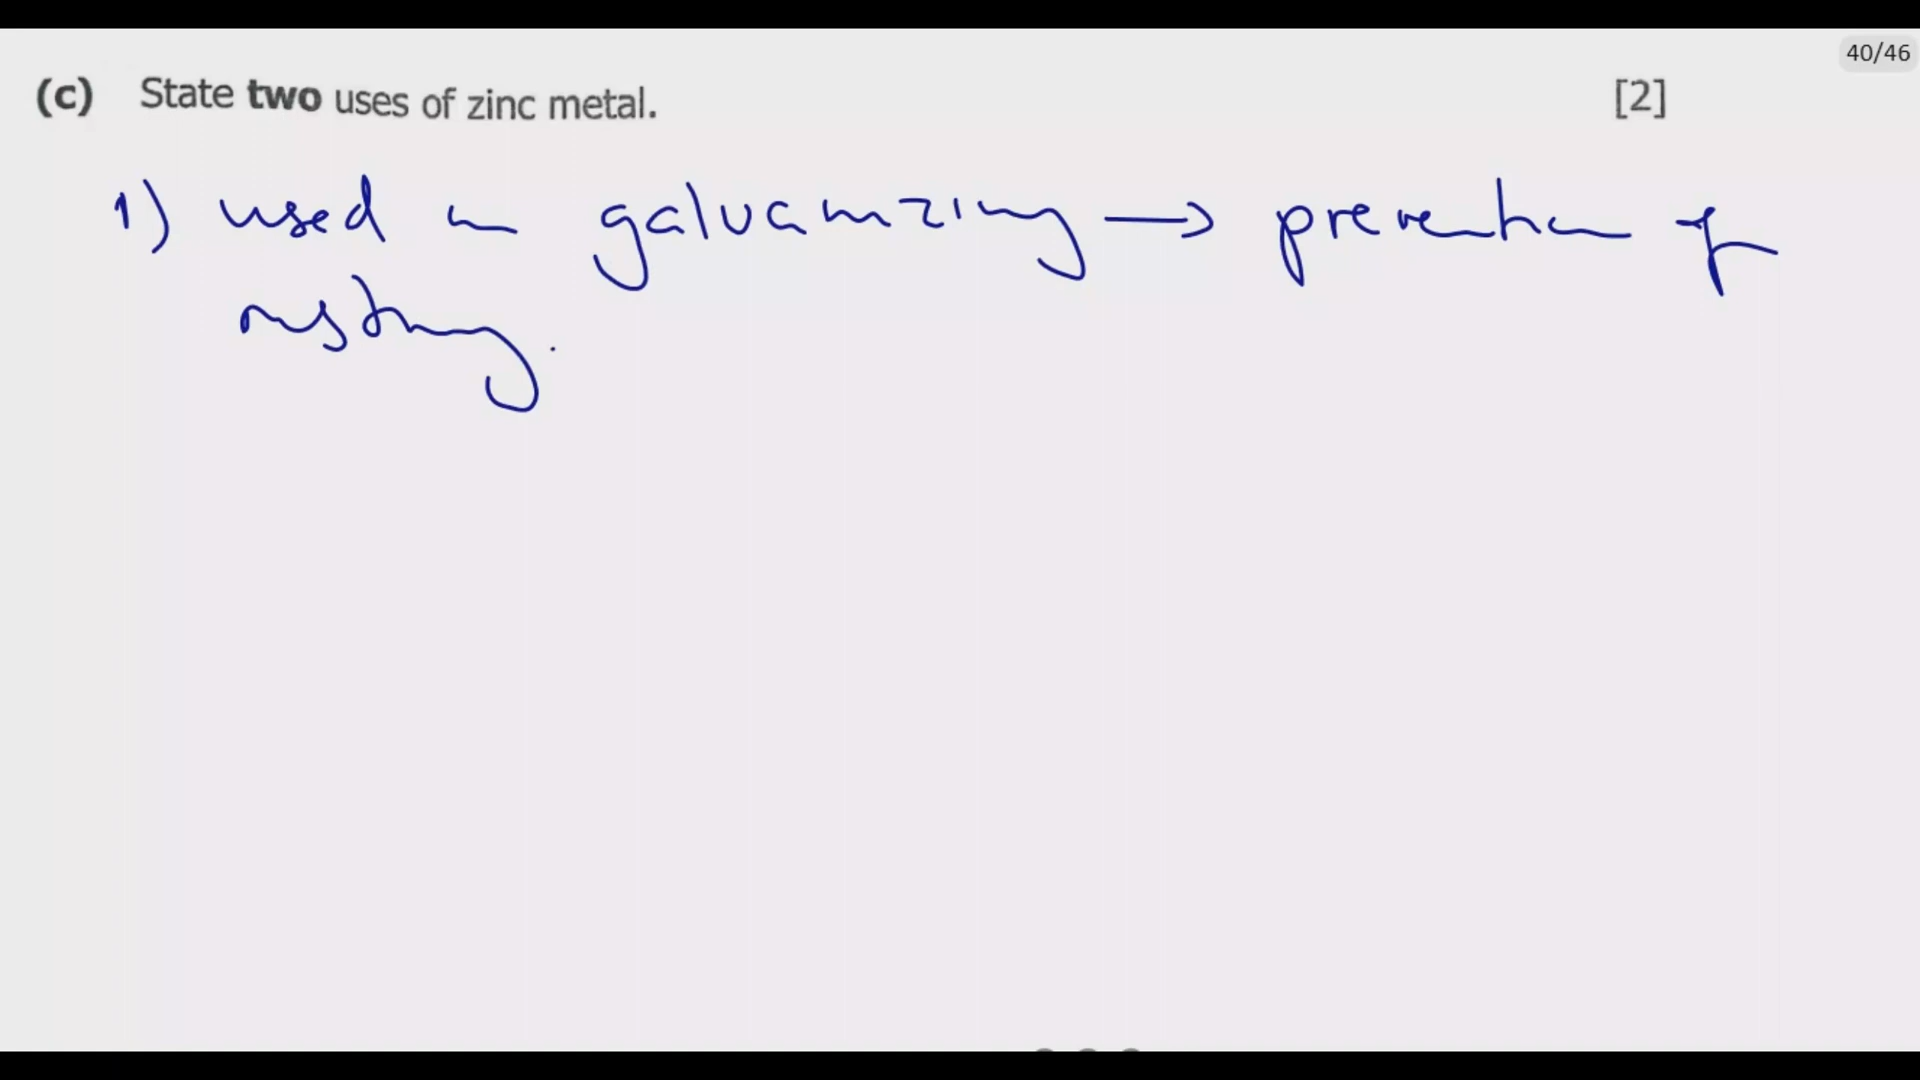 40/46
(c) State two uses of zinc metal. [2]
1) used in galvanizing → prevention of
rusting.